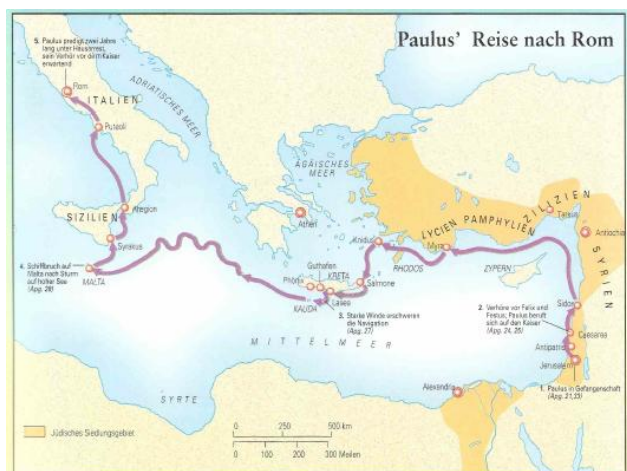 Paulus' Reise nach Rom
5. Paulus predigt zwei Jahre
lang unter Hausarrest,
sein Verhör vor dem Kaiser
erwartend
Rom
ITALIEN
ADRIATISCHES MEER
Puteoli
ÄGÄISCHES
MEER
Rhegion
SIZILIEN
Syrakus
Athen
LYCIEN
PAMPHYLIEN
ZILIZIEN
Tarsus
Antiochia
SYRIEN
4. Schiffbruch auf
Malta nach Sturm
auf hoher See
(Apg. 28)
MALTA
Knidus
Myra
RHODOS
ZYPERN
Guthafen
Phönix
KRETA
Salmone
Lasea
KAUDA
3. Starke Winde erschweren
die Navigation
(Apg. 27)
2. Verhöre vor Felix und
Festus; Paulus beruft
sich auf den Kaiser
(Apg. 24, 25)
Sidon
Caesarea
Antipatris
Jerusalem
1. Paulus in Gefangenschaft
(Apg. 21,33)
MITTELMEER
SYRTE
Alexandria
Jüdisches Siedlungsgebiet
0 250 500 km
0 100 200 300 Meilen